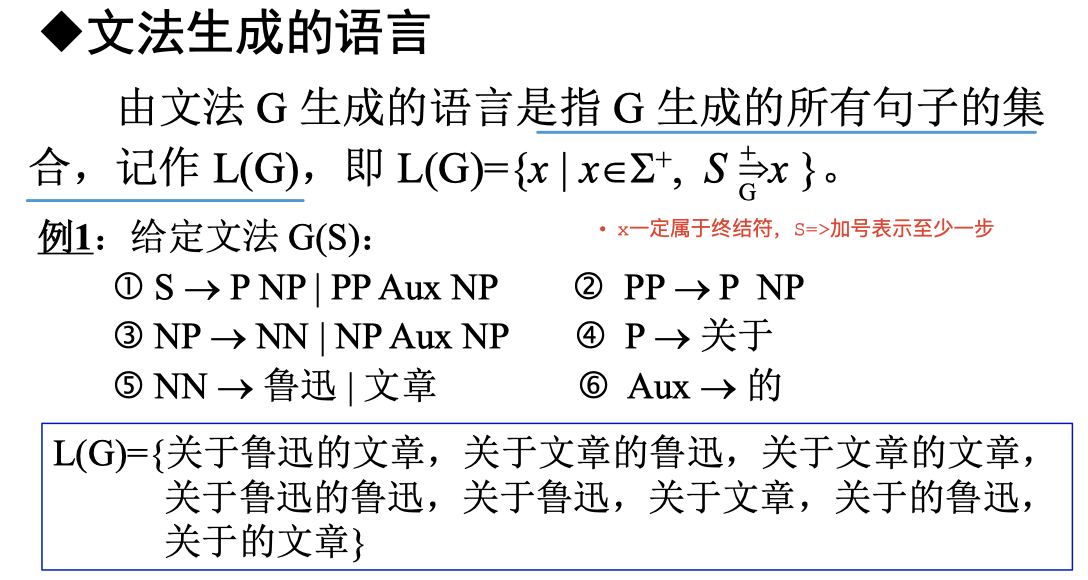 ◆文法生成的语言
由文法 G 生成的语言是指 G 生成的所有句子的集
合，记作 L(G)，即 L(G)={x | x∈Σ⁺, S ⇒ x }。
+
G
例1：给定文法 G(S)：
• x一定属于终结符，S=>加号表示至少一步
① S → P NP | PP Aux NP ② PP → P NP
③ NP → NN | NP Aux NP ④ P → 关于
⑤ NN → 鲁迅 | 文章 ⑥ Aux → 的
L(G)={关于鲁迅的文章，关于文章的鲁迅，关于文章的文章，
关于鲁迅的鲁迅，关于鲁迅，关于文章，关于的鲁迅，
关于的文章}